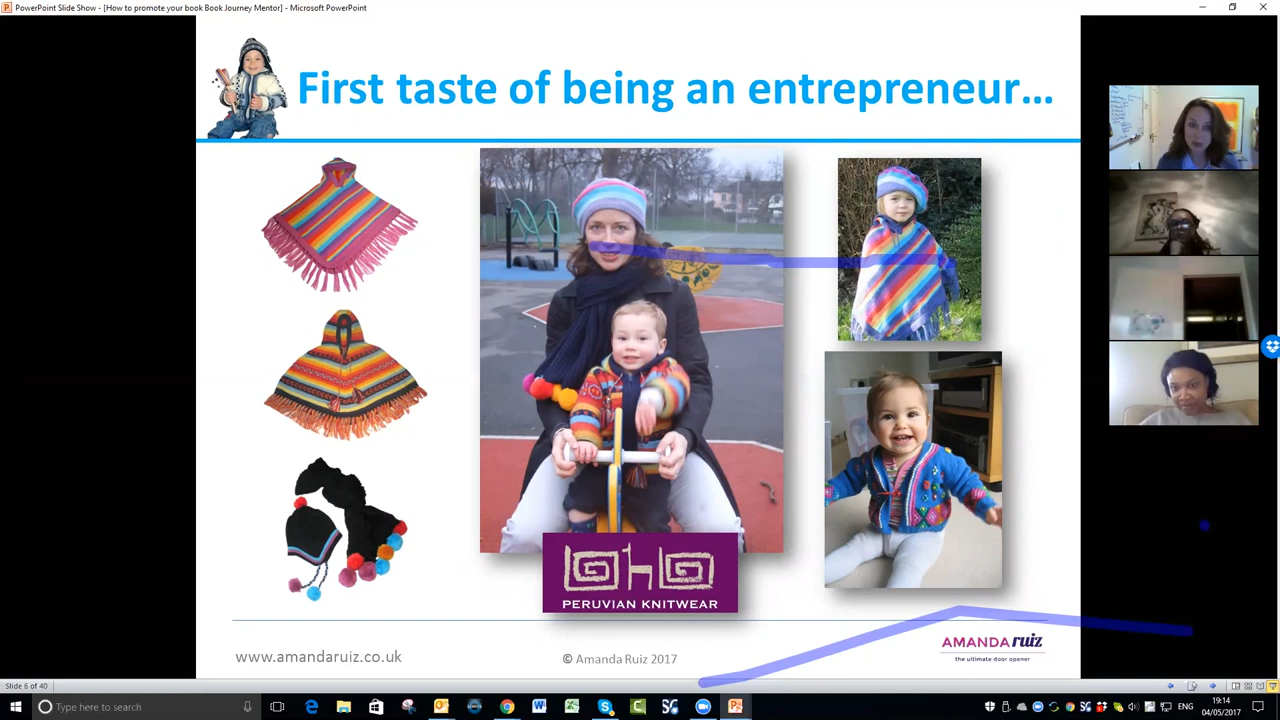 PowerPoint Slide Show - [How to promote your book Book Journey Mentor] - Microsoft PowerPoint
First taste of being an entrepreneur...
OHO
PERUVIAN KNITWEAR
www.amandaruiz.co.uk
© Amanda Ruiz 2017
AMANDA ruiz
the ultimate door opener
Slide 6 of 40
Type here to search
ENG
19:14
04/05/2017